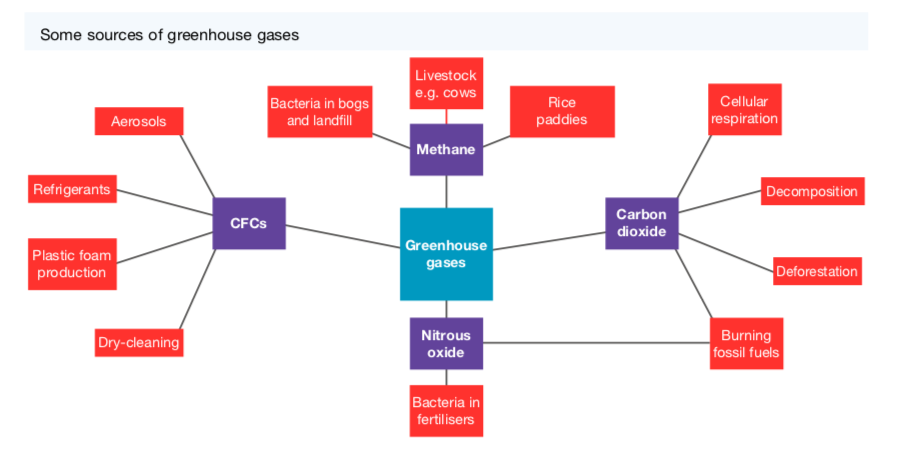 Some sources of greenhouse gases
Livestock
e.g. cows
Bacteria in bogs
and landfill
Rice
paddies
Methane
Aerosols
Refrigerants
Plastic foam
production
Dry-cleaning
CFCs
Greenhouse
gases
Carbon
dioxide
Cellular
respiration
Decomposition
Deforestation
Burning
fossil fuels
Nitrous
oxide
Bacteria in
fertilisers